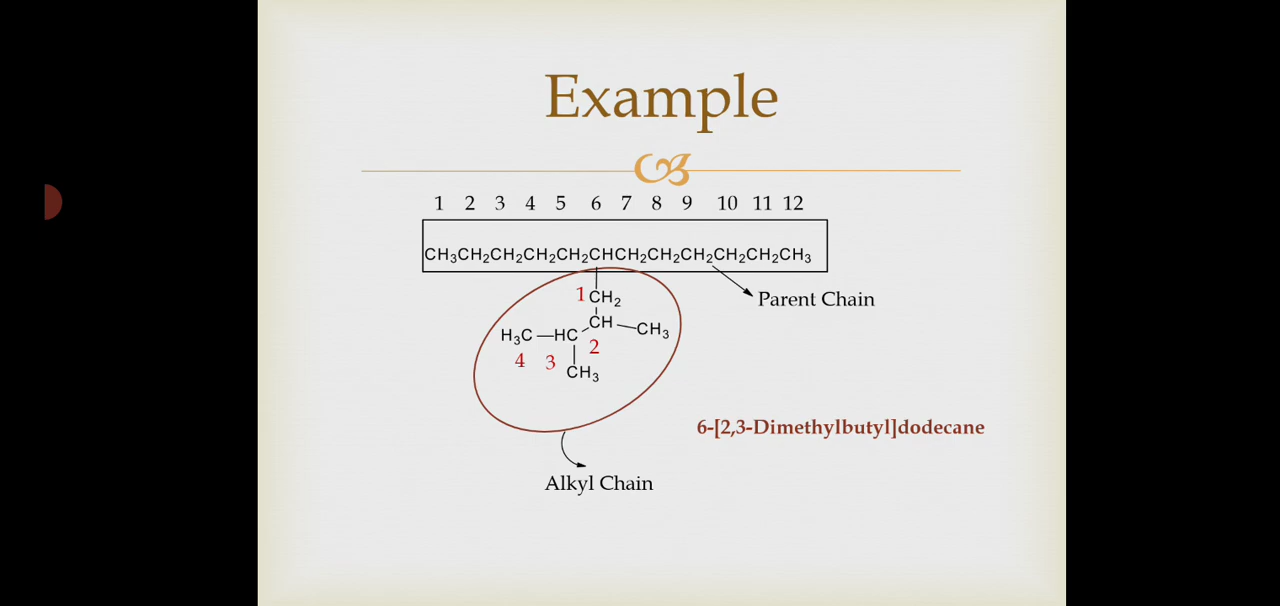 Example
1 2 3 4 5 6 7 8 9 10 11 12
CH₃CH₂CH₂CH₂CH₂CHCH₂CH₂CH₂CH₂CH₂CH₃
Parent Chain
1 CH₂
CH—CH₃
H₃C—HC
2
4 3
CH₃
6-[2,3-Dimethylbutyl]dodecane
Alkyl Chain